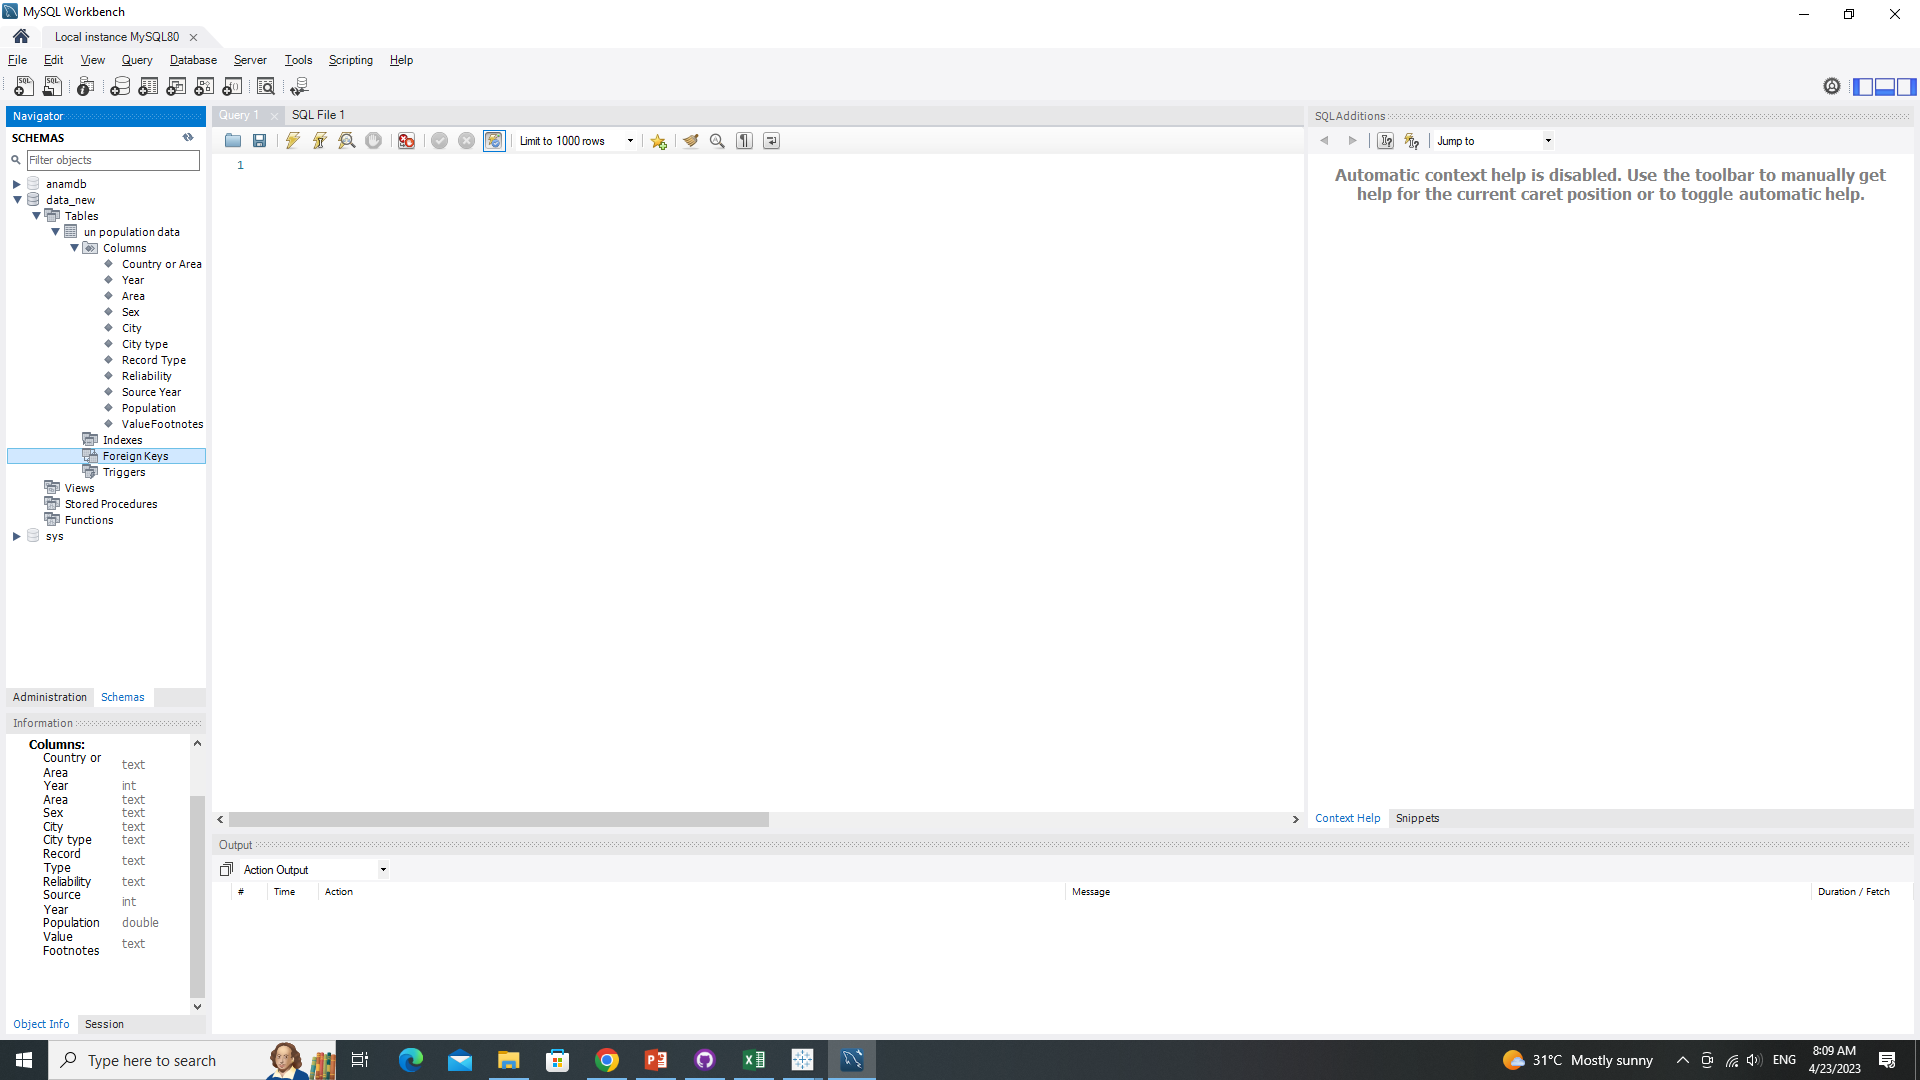 MySQL Workbench
Local instance MySQL80
File Edit View Query Database Server Tools Scripting Help
Navigator
SCHEMAS
Filter objects
anamdb
data_new
Tables
un population data
Columns
Country or Area
Year
Area
Sex
City
City type
Record Type
Reliability
Source Year
Population
ValueFootnotes
Indexes
Foreign Keys
Triggers
Views
Stored Procedures
Functions
sys
Administration Schemas
Information
Columns:
Country or Area text
Year int
Area text
Sex text
City text
City type text
Record Type text
Reliability text
Source Year int
Population double
Value Footnotes text
Object Info Session
Query 1 SQL File 1
Limit to 1000 rows
1
SQLAdditions
Jump to
Automatic context help is disabled. Use the toolbar to manually get
help for the current caret position or to toggle automatic help.
Context Help Snippets
Output
Action Output
# Time Action Message Duration / Fetch
Type here to search
31°C Mostly sunny
ENG
8:09 AM
4/23/2023